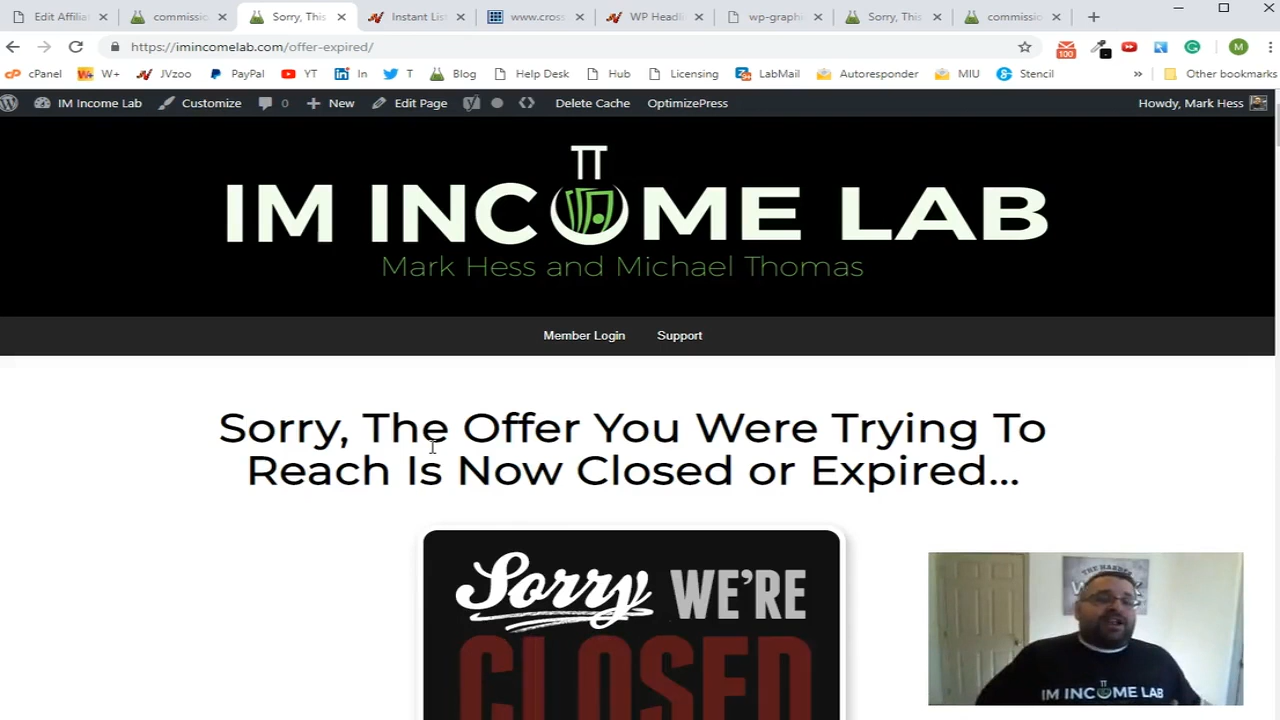 Edit Affilia
commissio
Sorry, This
Instant Lis
www.cross
WP Headli
wp-graphi
Sorry, This
commissio
https://imincomelab.com/offer-expired/
100
M
cPanel W+ JVzoo PayPal YT In T Blog Help Desk Hub Licensing LabMail Autoresponder MIU Stencil » Other bookmarks
IM Income Lab Customize 0 New Edit Page Delete Cache OptimizePress Howdy, Mark Hess
IM INCOME LAB
Mark Hess and Michael Thomas
Member Login Support
Sorry, The Offer You Were Trying To
Reach Is Now Closed or Expired...
Sorry WE'RE
CLOSED
THE HARDER
IM INCOME LAB